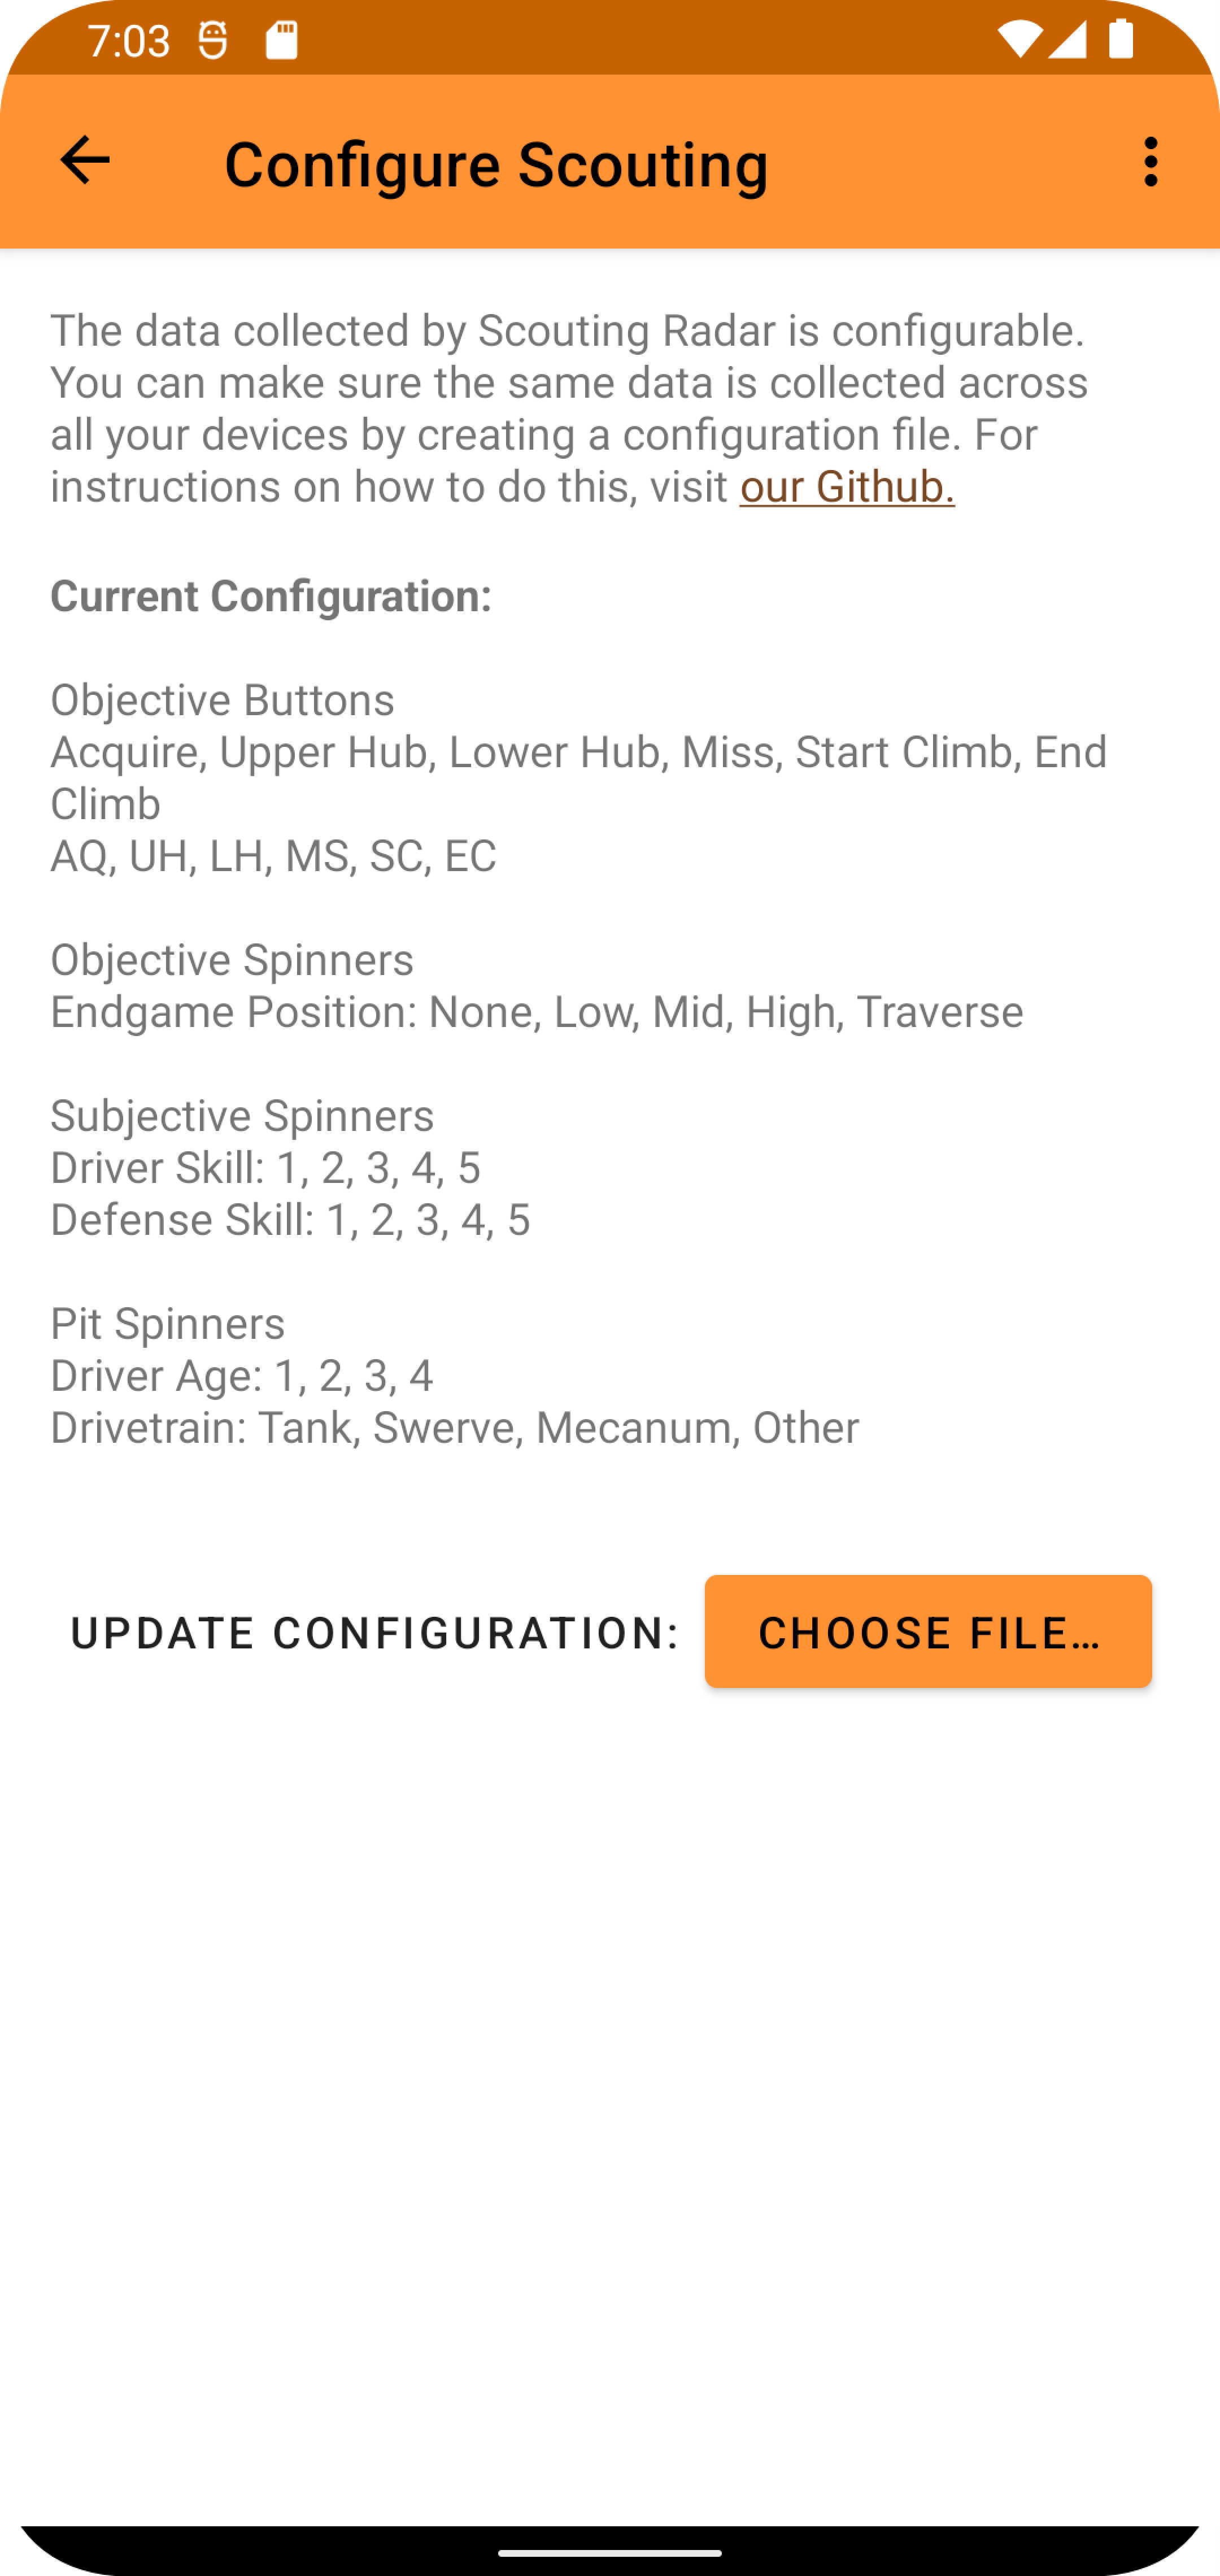 7:03
Configure Scouting
The data collected by Scouting Radar is configurable.
You can make sure the same data is collected across
all your devices by creating a configuration file. For
instructions on how to do this, visit our Github.
Current Configuration:
Objective Buttons
Acquire, Upper Hub, Lower Hub, Miss, Start Climb, End
Climb
AQ, UH, LH, MS, SC, EC
Objective Spinners
Endgame Position: None, Low, Mid, High, Traverse
Subjective Spinners
Driver Skill: 1, 2, 3, 4, 5
Defense Skill: 1, 2, 3, 4, 5
Pit Spinners
Driver Age: 1, 2, 3, 4
Drivetrain: Tank, Swerve, Mecanum, Other
UPDATE CONFIGURATION: CHOOSE FILE…